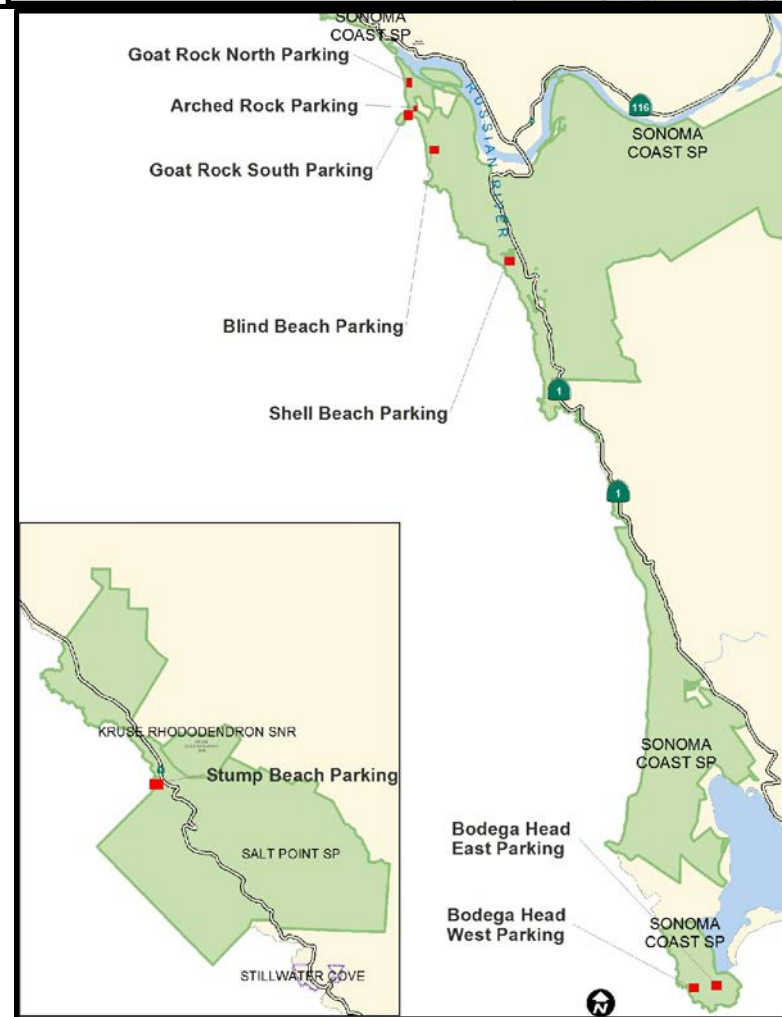 SONOMA
COAST SP
Goat Rock North Parking
Arched Rock Parking
Goat Rock South Parking
RUSSIAN RIVER
116
SONOMA
COAST SP
Blind Beach Parking
Shell Beach Parking
1
1
KRUSE RHODODENDRON SNR
Stump Beach Parking
SALT POINT SP
STILLWATER COVE
SONOMA
COAST SP
Bodega Head
East Parking
Bodega Head
West Parking
SONOMA
COAST SP
N